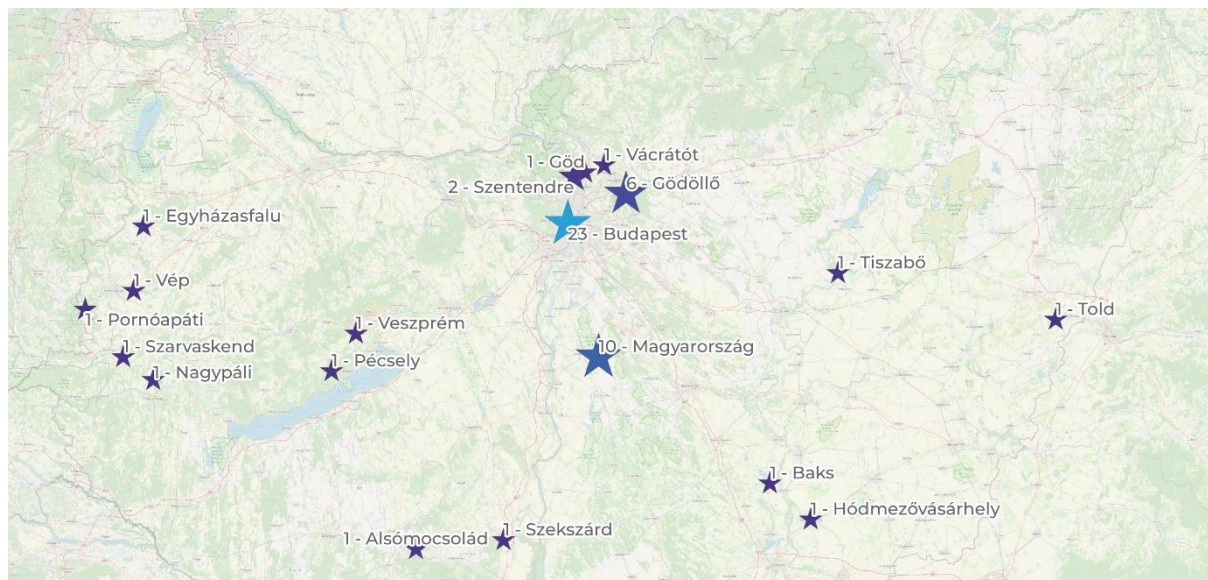 1 - Vácrátót
1 - Göd
2 - Szentendre
6 - Gödöllő
1 - Egyházasfalu
23 - Budapest
1 - Tiszabő
1 - Vép
1 - Told
1 - Pornóapáti
1 - Veszprém
1 - Szarvaskend
10 - Magyarország
1 - Pécsely
1 - Nagypáli
1 - Baks
1 - Hódmezővásárhely
1 - Szekszárd
1 - Alsómocsolád